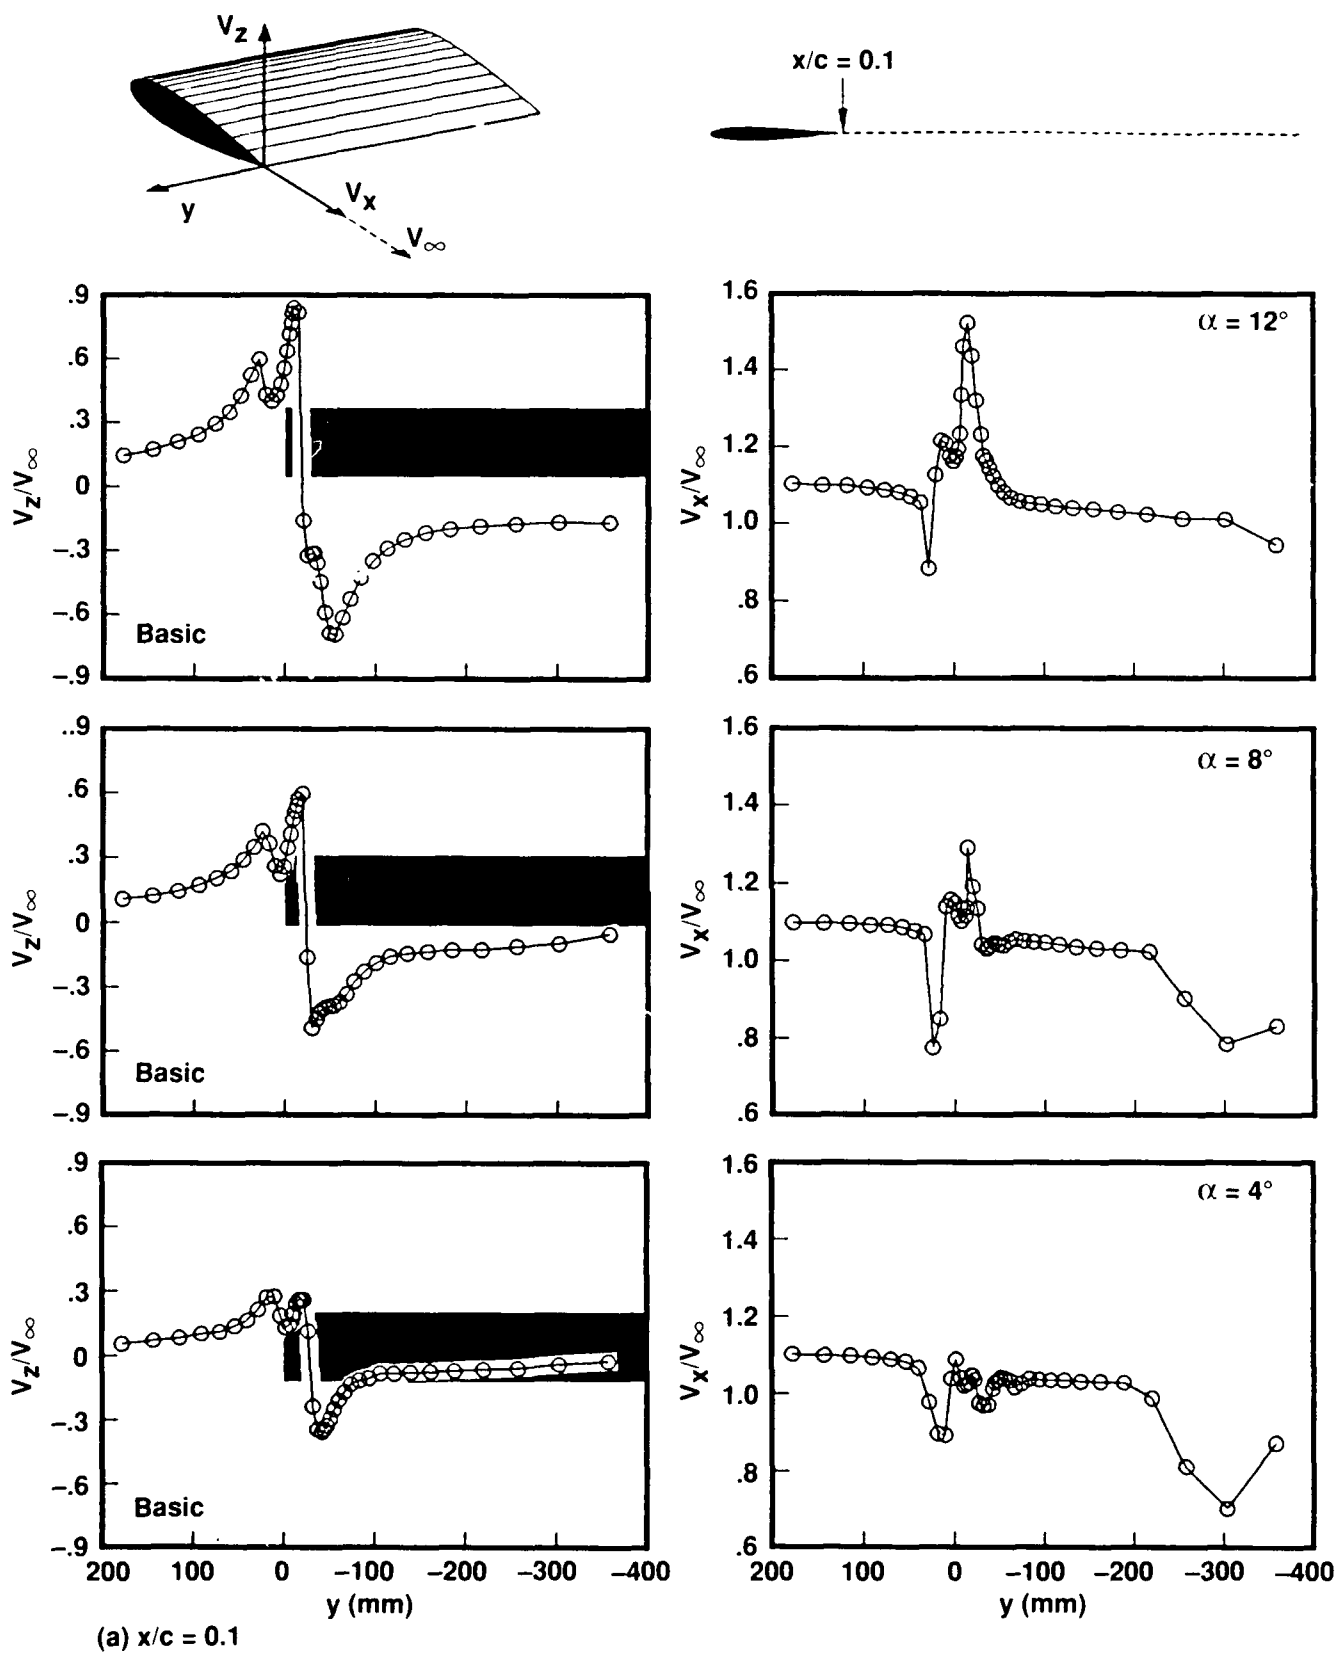 V_z
x/c = 0.1
y
V_x
V_∞
.9
.6
.3
0
–.3
–.6
–.9
V_z/V_∞
Basic
1.6
1.4
1.2
1.0
.8
.6
V_x/V_∞
α = 12°
.9
.6
.3
0
–.3
–.6
–.9
V_z/V_∞
Basic
1.6
1.4
1.2
1.0
.8
.6
V_x/V_∞
α = 8°
.9
.6
.3
0
–.3
–.6
–.9
V_z/V_∞
Basic
200 100 0 –100 –200 –300 –400
y (mm)
1.6
1.4
1.2
1.0
.8
.6
V_x/V_∞
α = 4°
200 100 0 –100 –200 –300 –400
y (mm)
(a) x/c = 0.1